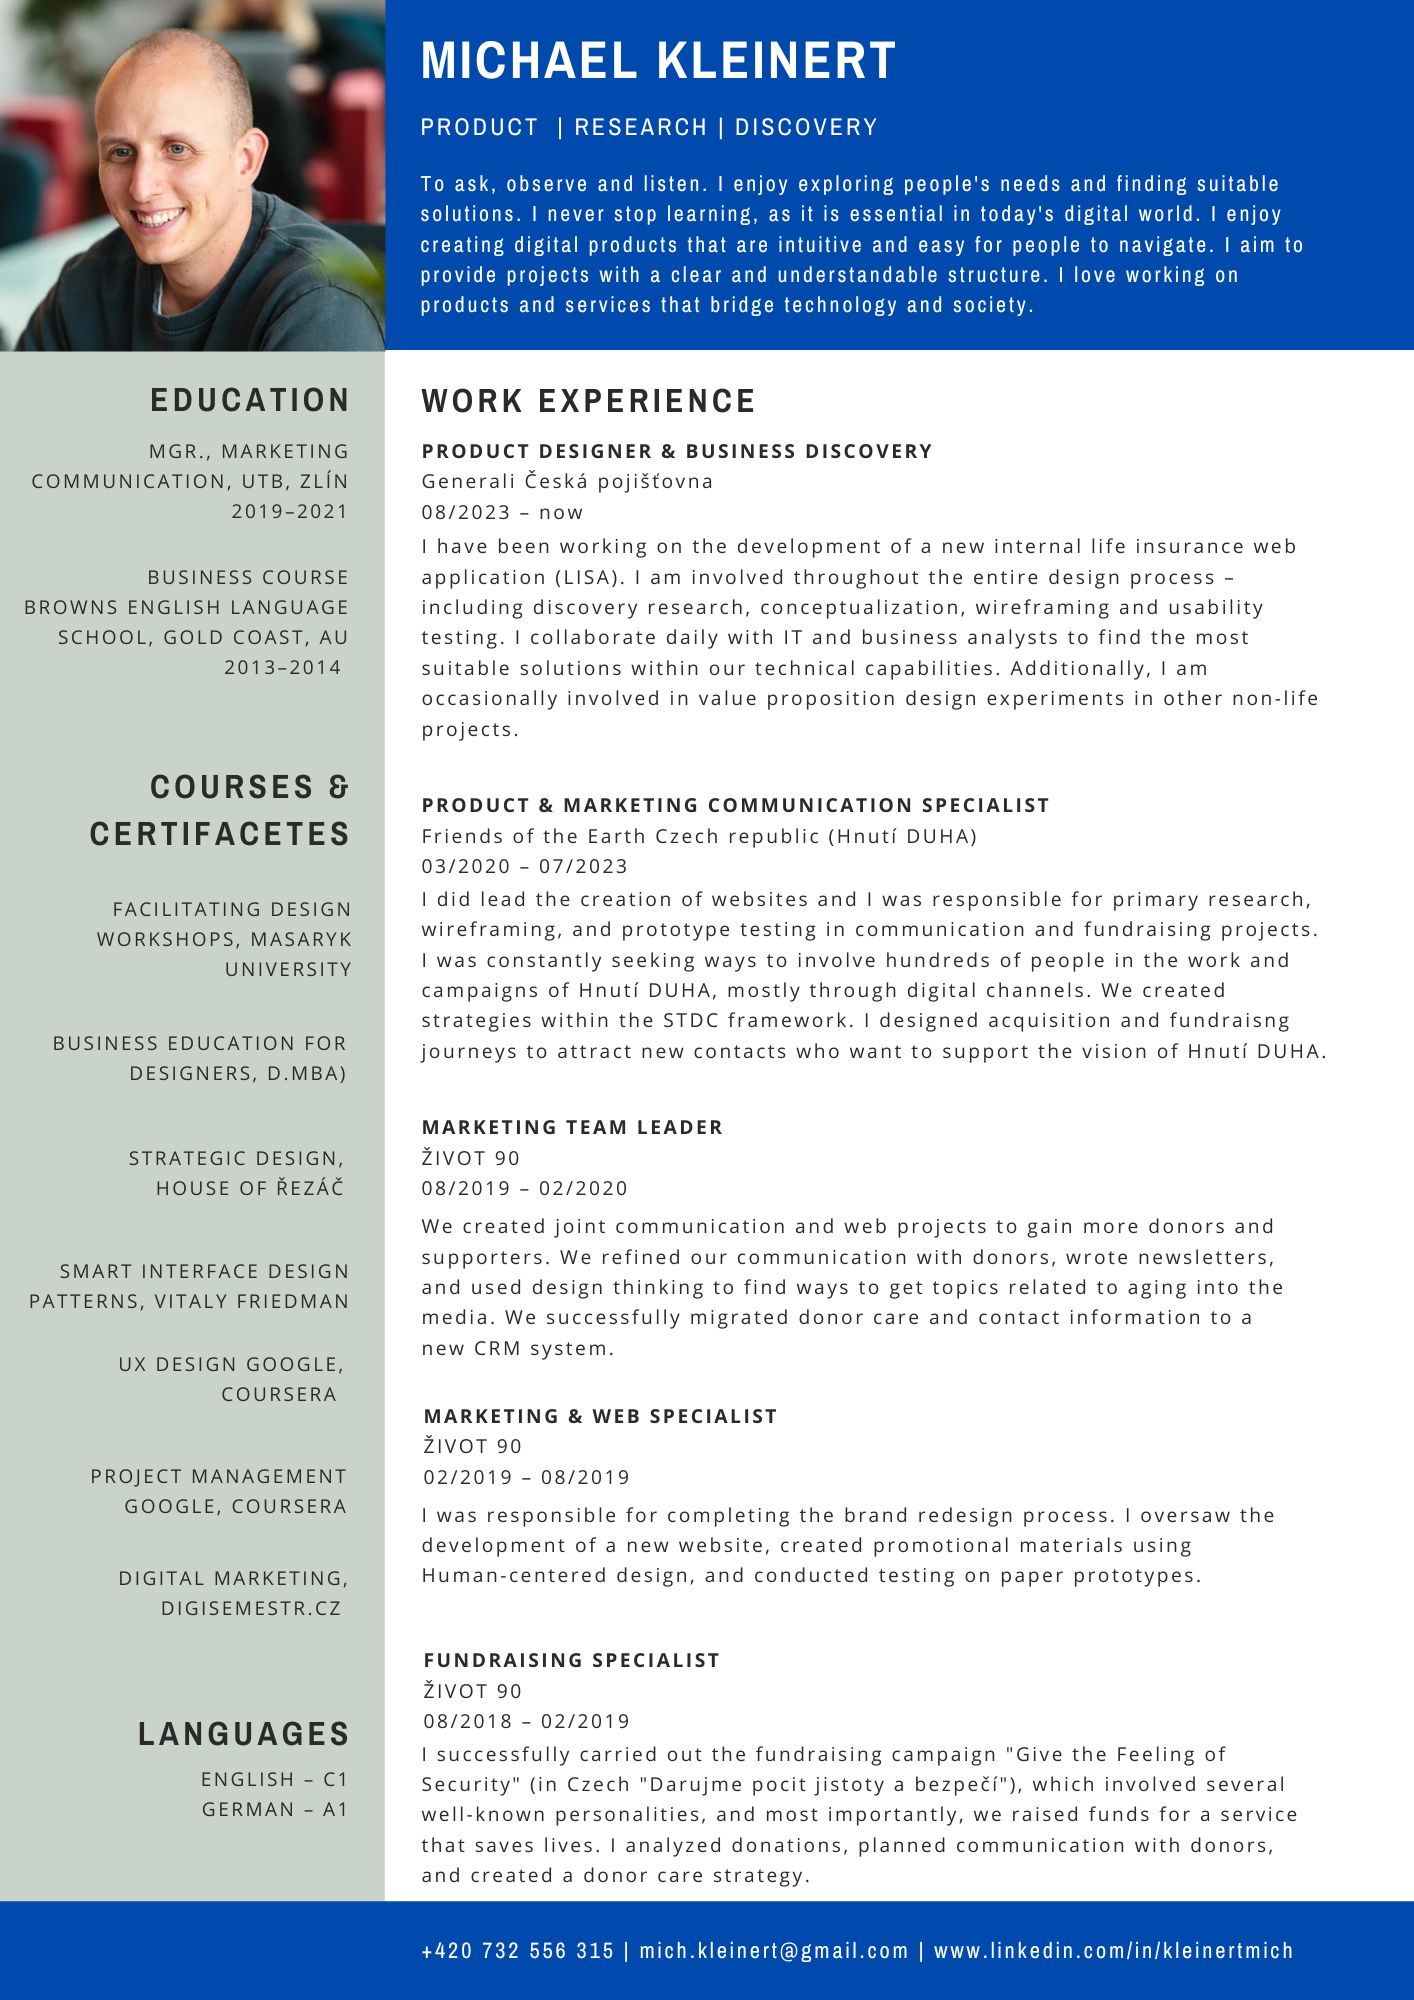 MICHAEL KLEINERT
PRODUCT | RESEARCH | DISCOVERY
To ask, observe and listen. I enjoy exploring people's needs and finding suitable
solutions. I never stop learning, as it is essential in today's digital world. I enjoy
creating digital products that are intuitive and easy for people to navigate. I aim to
provide projects with a clear and understandable structure. I love working on
products and services that bridge technology and society.
EDUCATION
MGR., MARKETING
COMMUNICATION, UTB, ZLÍN
2019–2021
BUSINESS COURSE
BROWNS ENGLISH LANGUAGE
SCHOOL, GOLD COAST, AU
2013–2014
COURSES &
CERTIFACETES
FACILITATING DESIGN
WORKSHOPS, MASARYK
UNIVERSITY
BUSINESS EDUCATION FOR
DESIGNERS, D.MBA)
STRATEGIC DESIGN,
HOUSE OF ŘEZÁČ
SMART INTERFACE DESIGN
PATTERNS, VITALY FRIEDMAN
UX DESIGN GOOGLE,
COURSERA
PROJECT MANAGEMENT
GOOGLE, COURSERA
DIGITAL MARKETING,
DIGISEMESTR.CZ
LANGUAGES
ENGLISH – C1
GERMAN – A1
WORK EXPERIENCE
PRODUCT DESIGNER & BUSINESS DISCOVERY
Generali Česká pojišťovna
08/2023 – now
I have been working on the development of a new internal life insurance web
application (LISA). I am involved throughout the entire design process –
including discovery research, conceptualization, wireframing and usability
testing. I collaborate daily with IT and business analysts to find the most
suitable solutions within our technical capabilities. Additionally, I am
occasionally involved in value proposition design experiments in other non-life
projects.
PRODUCT & MARKETING COMMUNICATION SPECIALIST
Friends of the Earth Czech republic (Hnutí DUHA)
03/2020 – 07/2023
I did lead the creation of websites and I was responsible for primary research,
wireframing, and prototype testing in communication and fundraising projects.
I was constantly seeking ways to involve hundreds of people in the work and
campaigns of Hnutí DUHA, mostly through digital channels. We created
strategies within the STDC framework. I designed acquisition and fundraisng
journeys to attract new contacts who want to support the vision of Hnutí DUHA.
MARKETING TEAM LEADER
ŽIVOT 90
08/2019 – 02/2020
We created joint communication and web projects to gain more donors and
supporters. We refined our communication with donors, wrote newsletters,
and used design thinking to find ways to get topics related to aging into the
media. We successfully migrated donor care and contact information to a
new CRM system.
MARKETING & WEB SPECIALIST
ŽIVOT 90
02/2019 – 08/2019
I was responsible for completing the brand redesign process. I oversaw the
development of a new website, created promotional materials using
Human-centered design, and conducted testing on paper prototypes.
FUNDRAISING SPECIALIST
ŽIVOT 90
08/2018 – 02/2019
I successfully carried out the fundraising campaign "Give the Feeling of
Security" (in Czech "Darujme pocit jistoty a bezpečí"), which involved several
well-known personalities, and most importantly, we raised funds for a service
that saves lives. I analyzed donations, planned communication with donors,
and created a donor care strategy.
+420 732 556 315 | mich.kleinert@gmail.com | www.linkedin.com/in/kleinertmich